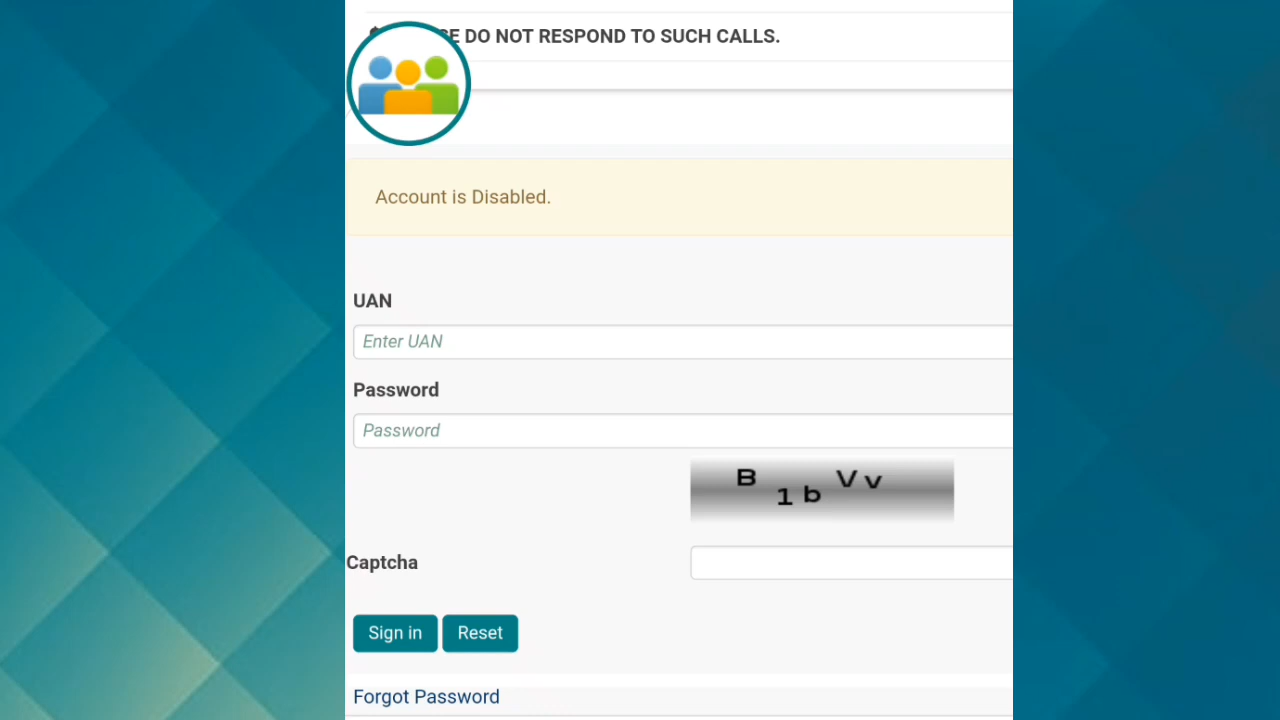 DO NOT RESPOND TO SUCH CALLS.
Account is Disabled.
UAN
Enter UAN
Password
Password
B 1 b V v
Captcha
Sign in Reset
Forgot Password